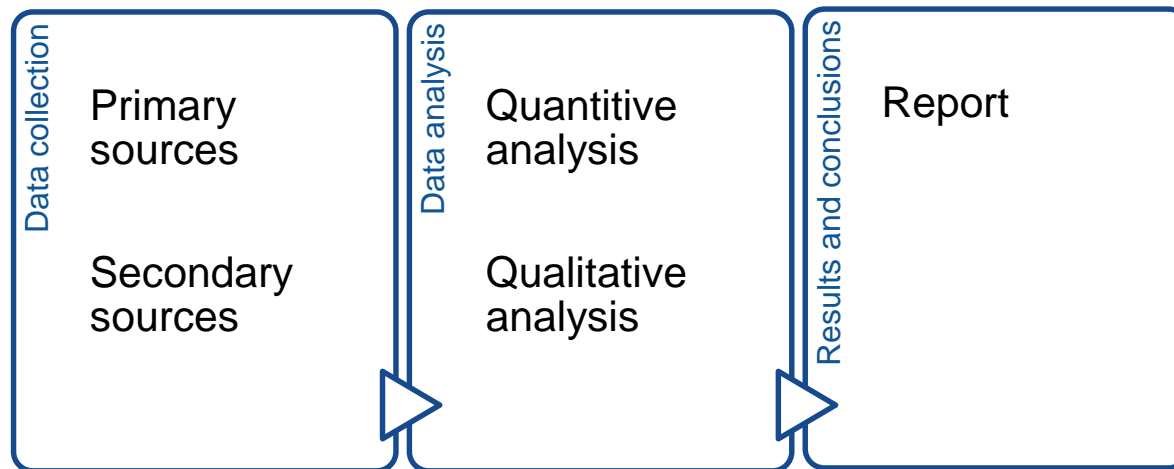 Data collection
Primary
sources
Secondary
sources
Data analysis
Quantitive
analysis
Qualitative
analysis
Results and conclusions
Report